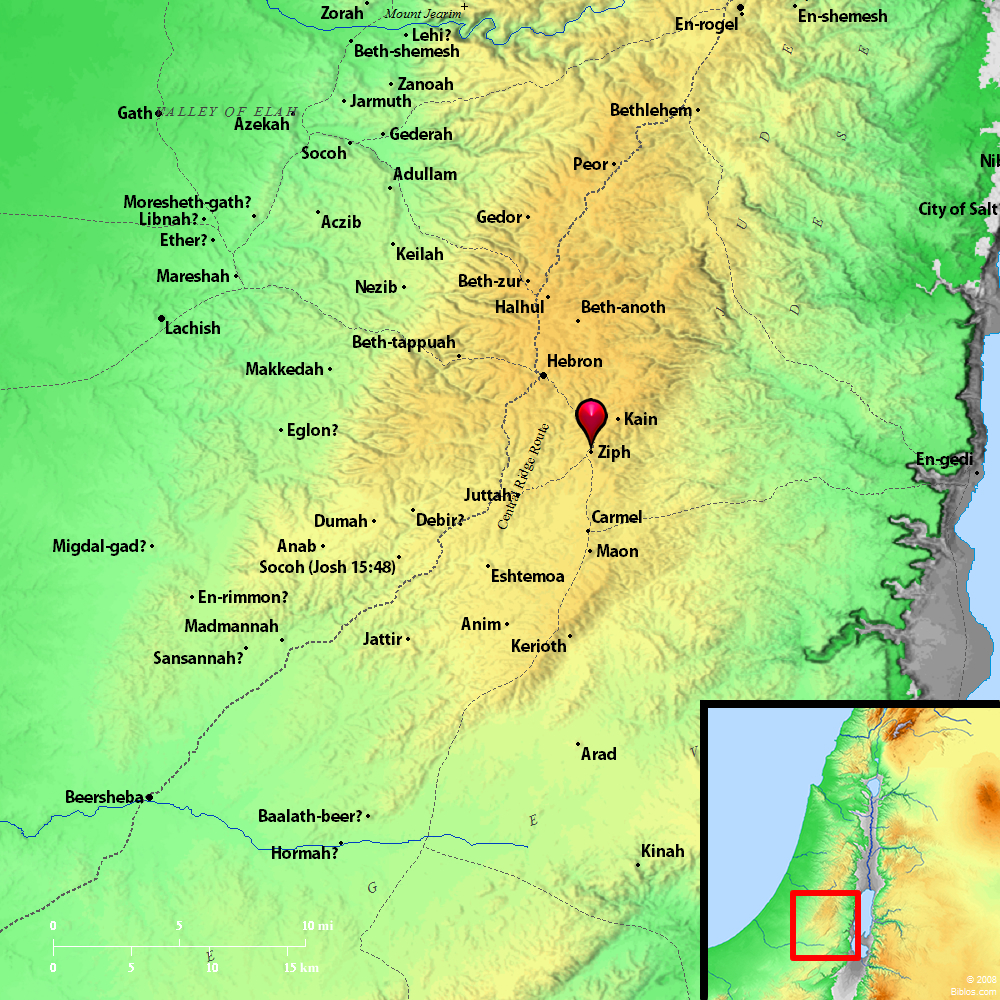 Zorah
Mount Jearim
En-rogel
En-shemesh
Lehi?
Beth-shemesh
Zanoah
Jarmuth
Gath
VALLEY OF ELAH
Azekah
Bethlehem
Gederah
Socoh
Peor
Adullam
Moresheth-gath?
Libnah?
Aczib
Gedor
City of Salt
Ether?
Keilah
Mareshah
Nezib
Beth-zur
Halhul
Beth-anoth
JUDE
DES
Lachish
Beth-tappuah
Hebron
Makkedah
Kain
Eglon?
Ziph
En-gedi
Central Ridge Route
Juttah
Dumah
Debir?
Carmel
Migdal-gad?
Anab
Maon
Socoh (Josh 15:48)
Eshtemoa
En-rimmon?
Madmannah
Anim
Jattir
Kerioth
Sansannah?
Arad
Beersheba
Baalath-beer?
Hormah?
Kinah
N E G E V
0 5 10 mi
0 5 10 15 km
Biblos.com